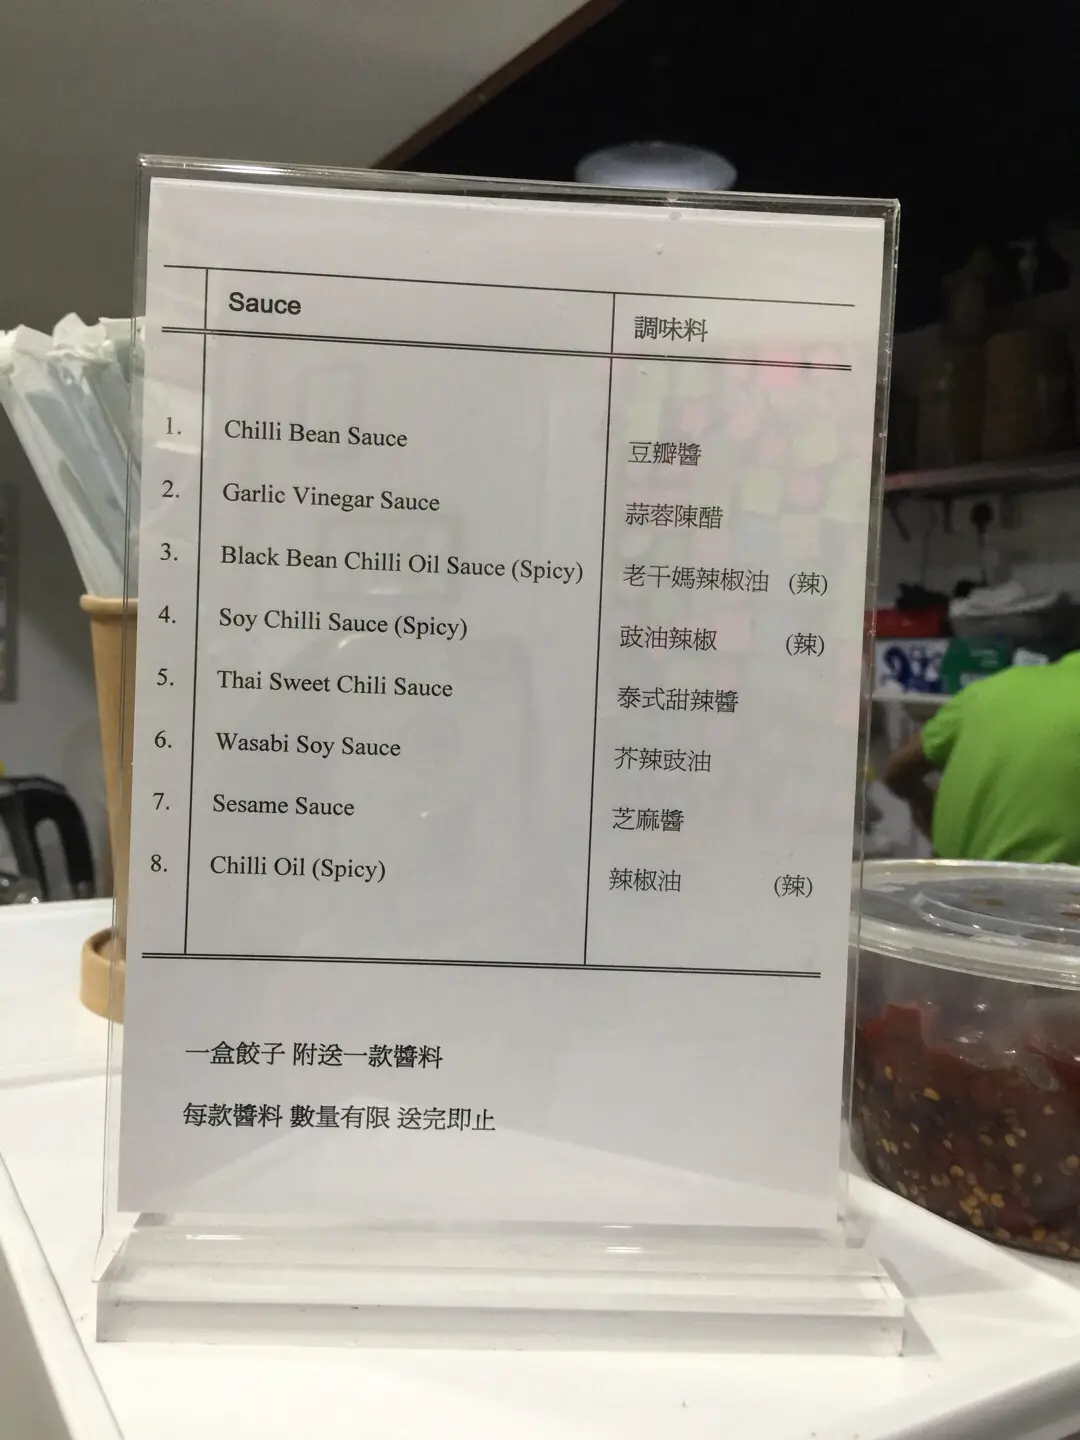 Sauce 調味料
1. Chilli Bean Sauce 豆瓣醬
2. Garlic Vinegar Sauce 蒜蓉陳醋
3. Black Bean Chilli Oil Sauce (Spicy) 老干媽辣椒油 (辣)
4. Soy Chilli Sauce (Spicy) 豉油辣椒 (辣)
5. Thai Sweet Chili Sauce 泰式甜辣醬
6. Wasabi Soy Sauce 芥辣豉油
7. Sesame Sauce 芝麻醬
8. Chilli Oil (Spicy) 辣椒油 (辣)
一盒餃子 附送一款醬料
每款醬料 數量有限 送完即止